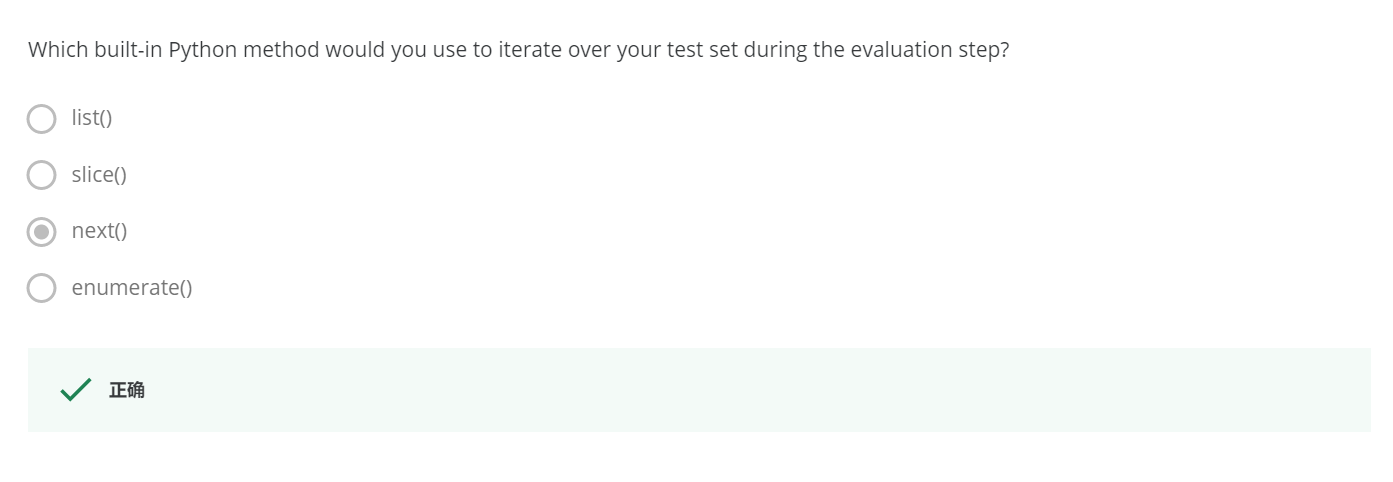 Which built-in Python method would you use to iterate over your test set during the evaluation step?
list()
slice()
next()
enumerate()
正确